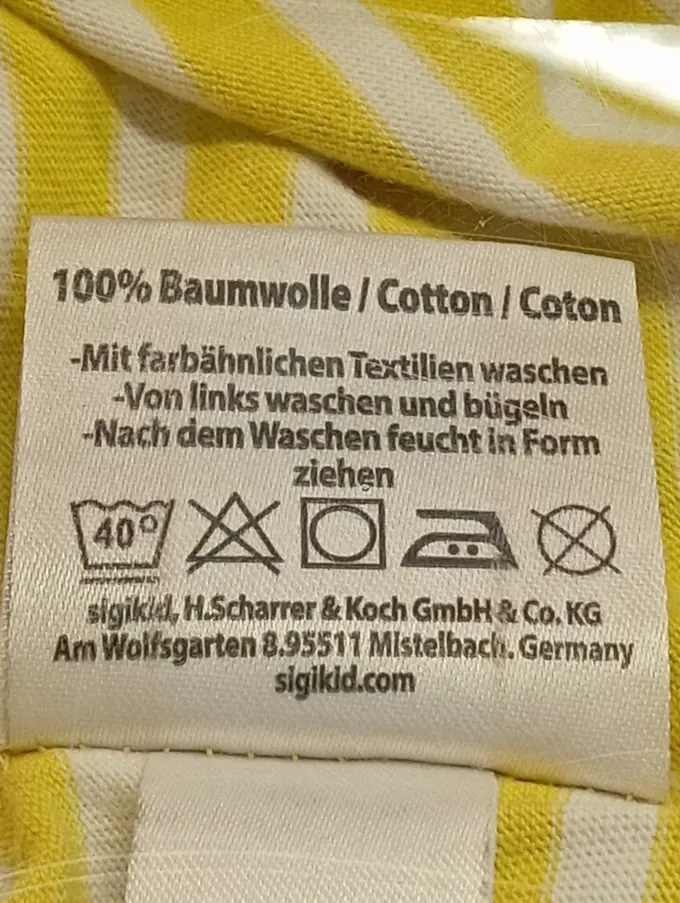 100% Baumwolle / Cotton / Coton
-Mit farbähnlichen Textilien waschen
-Von links waschen und bügeln
-Nach dem Waschen feucht in Form
ziehen
40°
sigikid, H.Scharrer & Koch GmbH & Co. KG
Am Wolfsgarten 8.95511 Mistelbach. Germany
sigikid.com